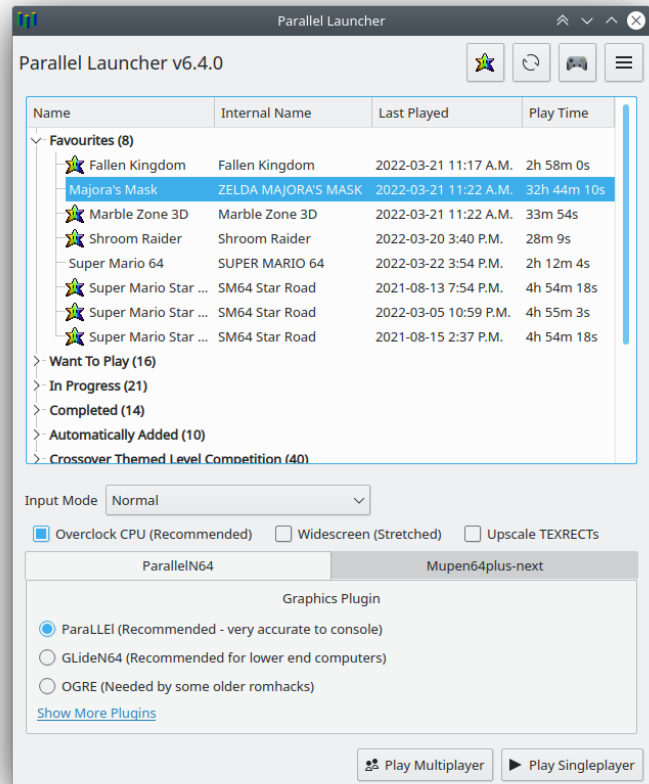 Parallel Launcher
Parallel Launcher v6.4.0
Name Internal Name Last Played Play Time
Favourites (8)
Fallen Kingdom Fallen Kingdom 2022-03-21 11:17 A.M. 2h 58m 0s
Majora's Mask ZELDA MAJORA'S MASK 2022-03-21 11:22 A.M. 32h 44m 10s
Marble Zone 3D Marble Zone 3D 2022-03-21 11:22 A.M. 33m 54s
Shroom Raider Shroom Raider 2022-03-20 3:40 P.M. 28m 9s
Super Mario 64 SUPER MARIO 64 2022-03-22 3:54 P.M. 2h 12m 4s
Super Mario Star ... SM64 Star Road 2021-08-13 7:54 P.M. 4h 54m 18s
Super Mario Star ... SM64 Star Road 2022-03-05 10:59 P.M. 4h 55m 3s
Super Mario Star ... SM64 Star Road 2021-08-15 2:37 P.M. 4h 54m 18s
Want To Play (16)
In Progress (21)
Completed (14)
Automatically Added (10)
Crossover Themed Level Competition (40)
Input Mode Normal
Overclock CPU (Recommended) Widescreen (Stretched) Upscale TEXRECTs
ParallelN64 Mupen64plus-next
Graphics Plugin
ParaLLEl (Recommended - very accurate to console)
GLideN64 (Recommended for lower end computers)
OGRE (Needed by some older romhacks)
Show More Plugins
Play Multiplayer Play Singleplayer